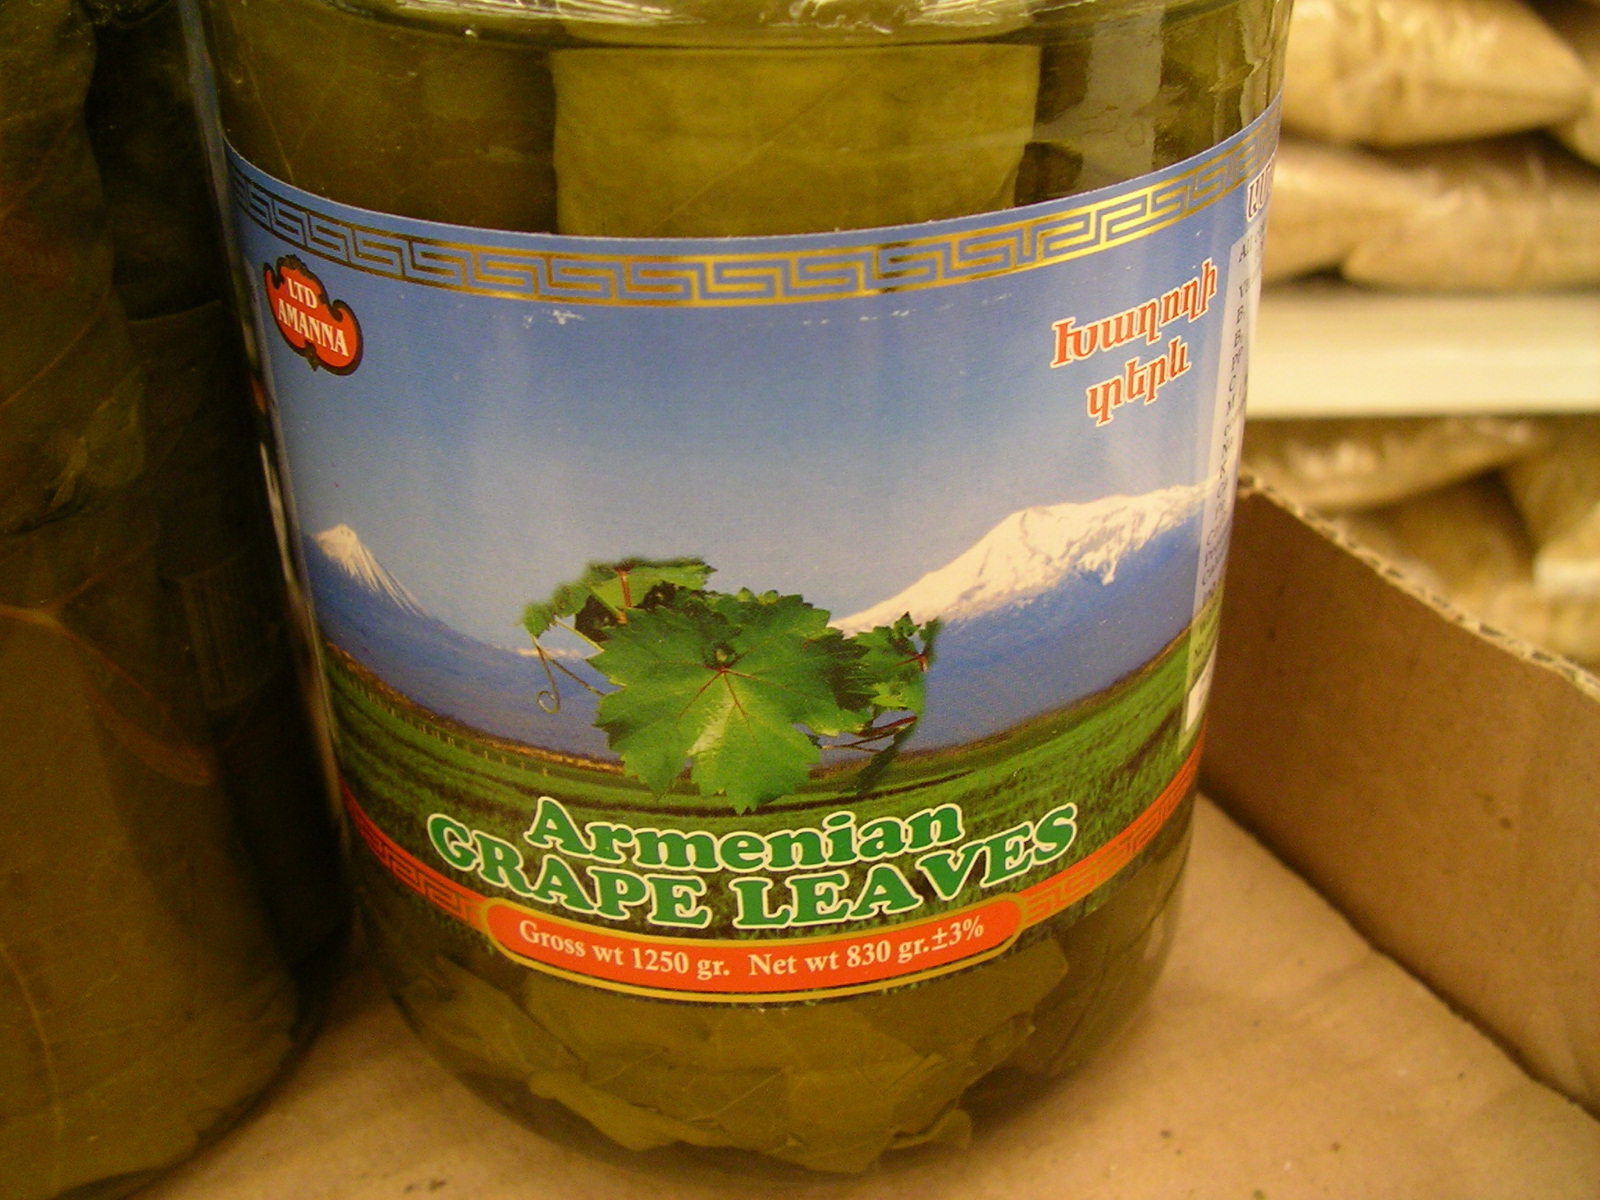 LTD
AMANNA
Խաղողի
տերև
Armenian
GRAPE LEAVES
Gross wt 1250 gr. Net wt 830 gr.±3%